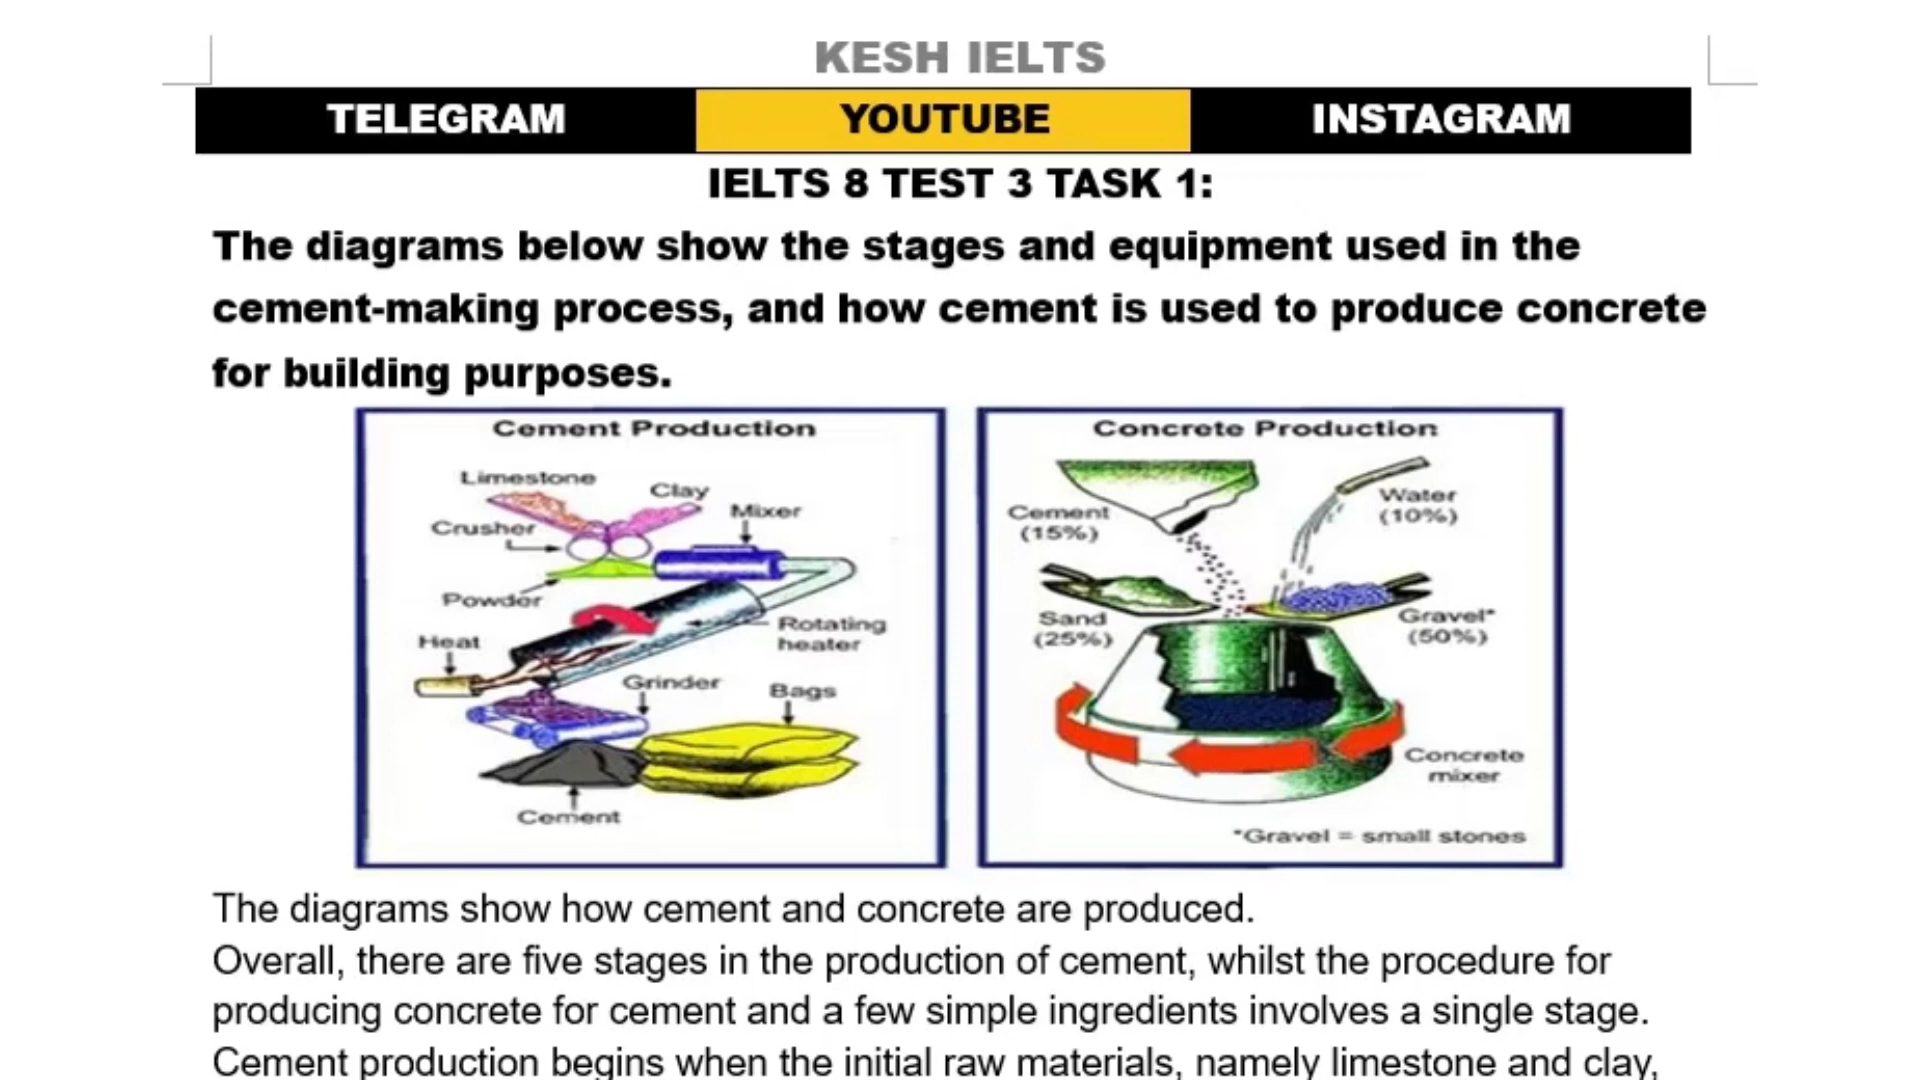 KESH IELTS
TELEGRAM YOUTUBE INSTAGRAM
IELTS 8 TEST 3 TASK 1:
The diagrams below show the stages and equipment used in the
cement-making process, and how cement is used to produce concrete
for building purposes.
Cement Production
Limestone
Clay
Mixer
Crusher
Powder
Rotating
heater
Heat
Grinder
Bags
Cement
Concrete Production
Cement
(15%)
Water
(10%)
Sand
(25%)
Gravel*
(50%)
Concrete
mixer
*Gravel = small stones
The diagrams show how cement and concrete are produced.
Overall, there are five stages in the production of cement, whilst the procedure for
producing concrete for cement and a few simple ingredients involves a single stage.
Cement production begins when the initial raw materials, namely limestone and clay,